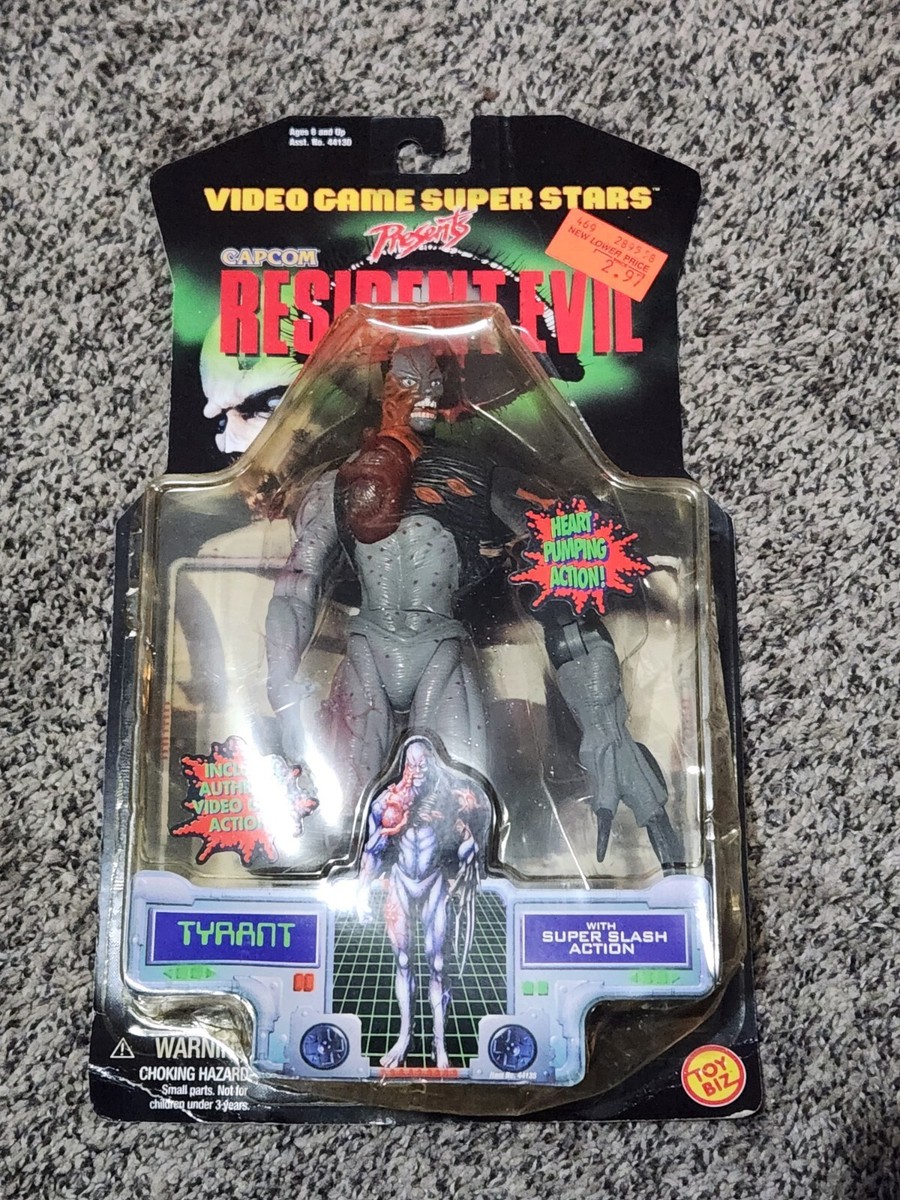 Ages 6 and Up
Asst. No. 44130
VIDEO GAME SUPER STARS™
Presents
CAPCOM
RESIDENT EVIL
NEW LOWER PRICE
2.97
HEART
PUMPING
ACTION!
VIDEO
TYRANT
WITH
SUPER SLASH
ACTION
⚠
CHOKING HAZARD
Small parts. Not for
children under 3 years.
TOY
BIZ